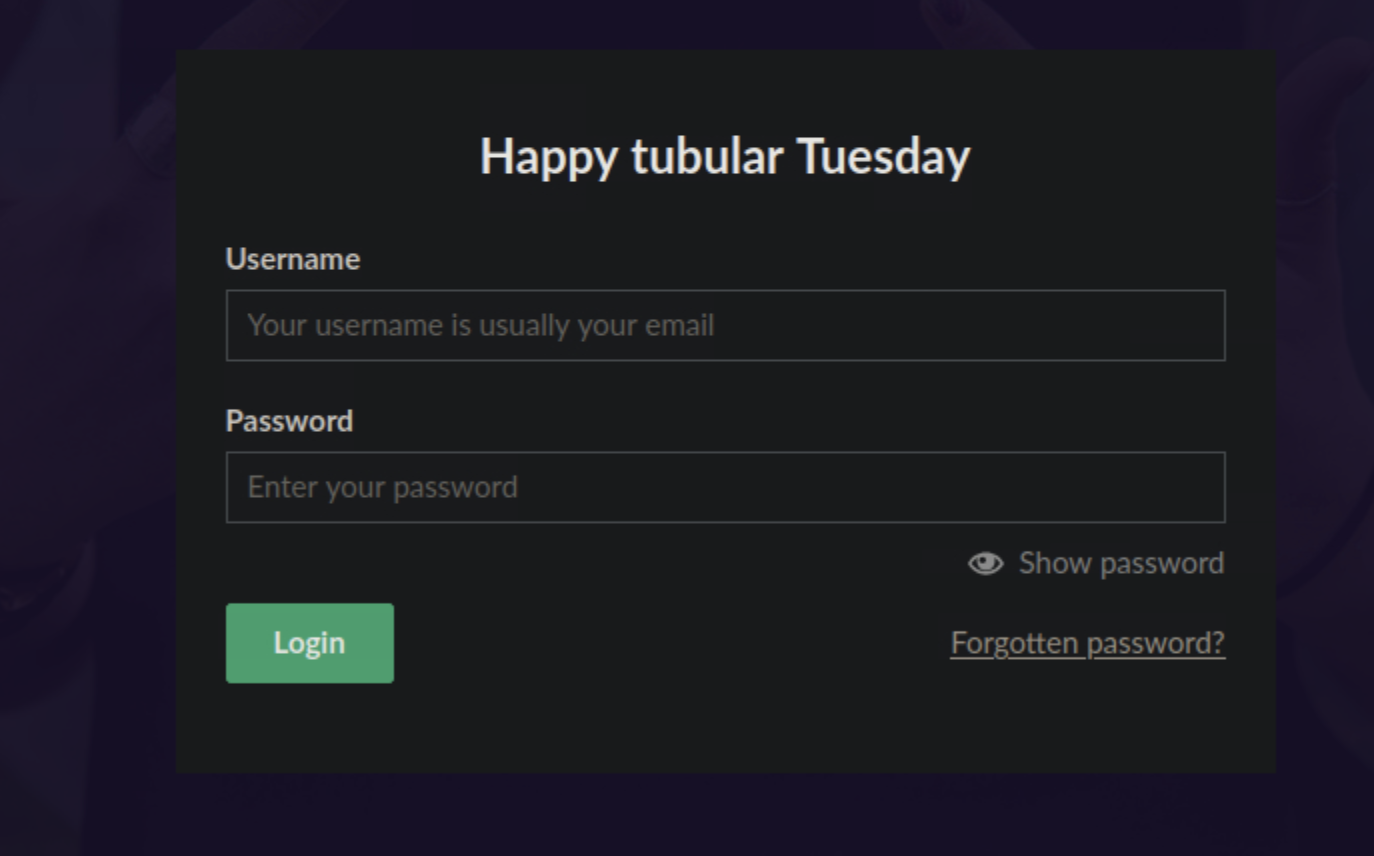 Happy tubular Tuesday
Username
Your username is usually your email
Password
Enter your password
Show password
Login
Forgotten password?